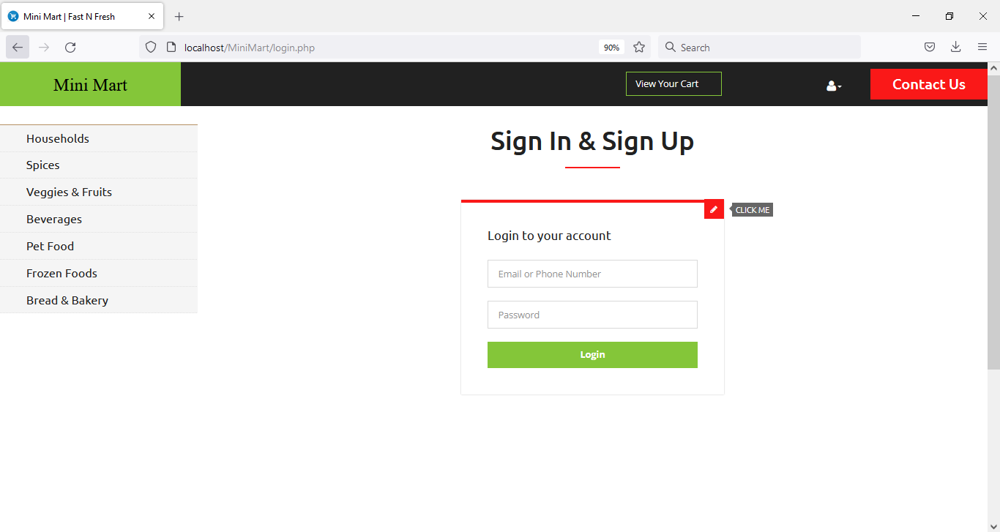 Mini Mart | Fast N Fresh
localhost/MiniMart/login.php
90%
Search
Mini Mart
View Your Cart
Contact Us
Households
Spices
Veggies & Fruits
Beverages
Pet Food
Frozen Foods
Bread & Bakery
Sign In & Sign Up
CLICK ME
Login to your account
Email or Phone Number
Password
Login